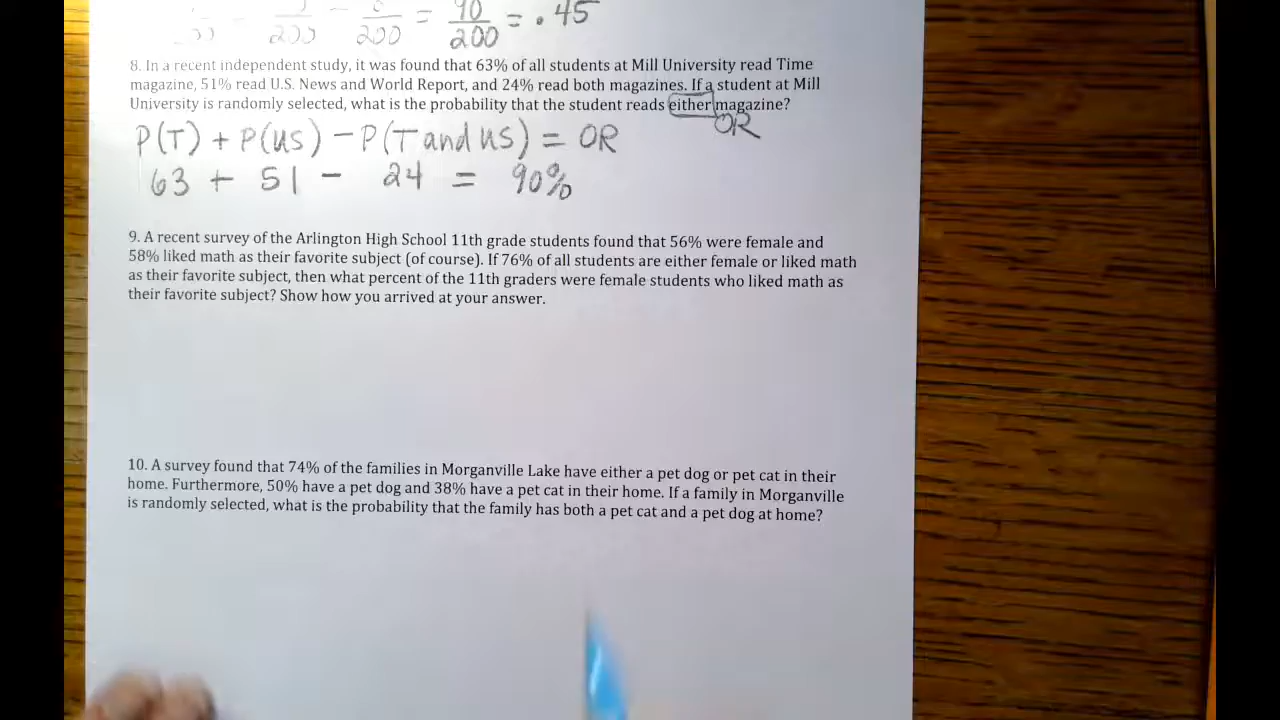 90
200 200 200 = 200 = .45
8. In a recent independent study, it was found that 63% of all students at Mill University read Time
magazine, 51% read U.S. News and World Report, and 24% read both magazines. If a student at Mill
University is randomly selected, what is the probability that the student reads either magazine?
OR
P(T) + P(US) - P(T and US) = OR
63 + 51 - 24 = 90%
9. A recent survey of the Arlington High School 11th grade students found that 56% were female and
58% liked math as their favorite subject (of course). If 76% of all students are either female or liked math
as their favorite subject, then what percent of the 11th graders were female students who liked math as
their favorite subject? Show how you arrived at your answer.
10. A survey found that 74% of the families in Morganville Lake have either a pet dog or pet cat in their
home. Furthermore, 50% have a pet dog and 38% have a pet cat in their home. If a family in Morganville
is randomly selected, what is the probability that the family has both a pet cat and a pet dog at home?